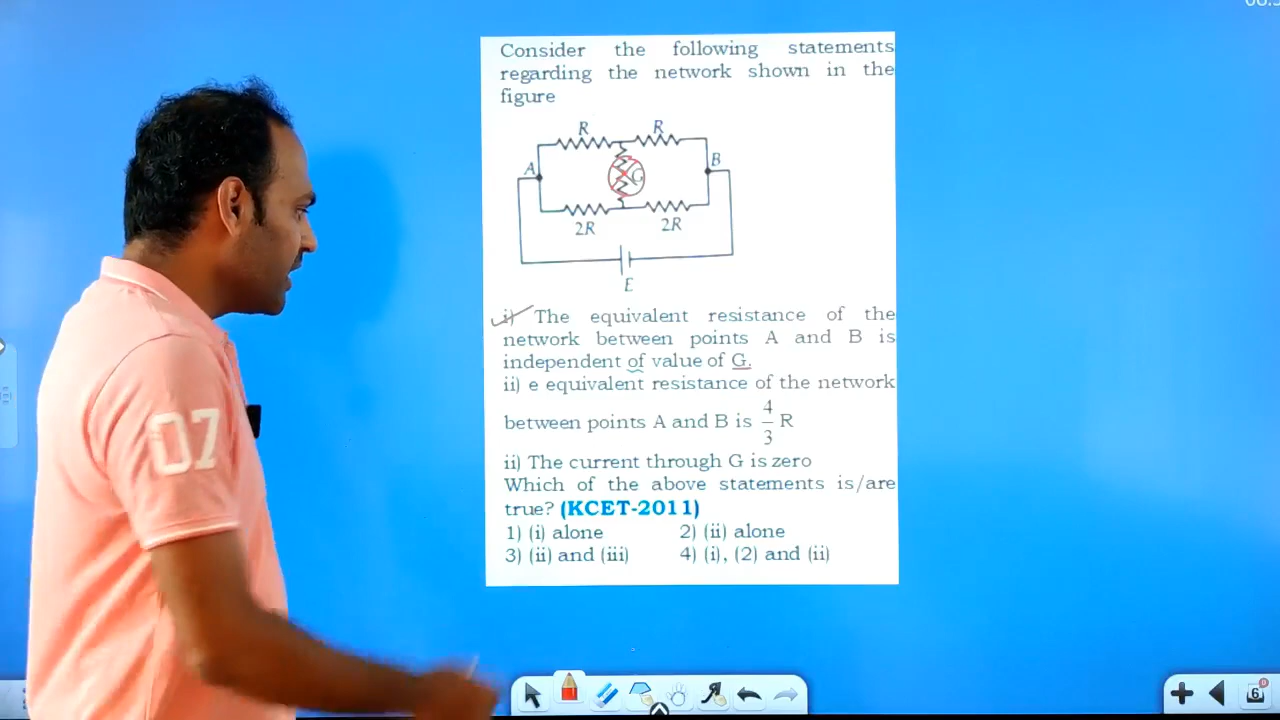 Consider the following statements
regarding the network shown in the
figure
R R
A B
G
2R 2R
E
i) The equivalent resistance of the
network between points A and B is
independent of value of G.
ii) e equivalent resistance of the network
between points A and B is 4/3 R
ii) The current through G is zero
Which of the above statements is/are
true? (KCET-2011)
1) (i) alone 2) (ii) alone
3) (ii) and (iii) 4) (i), (2) and (ii)
07
6